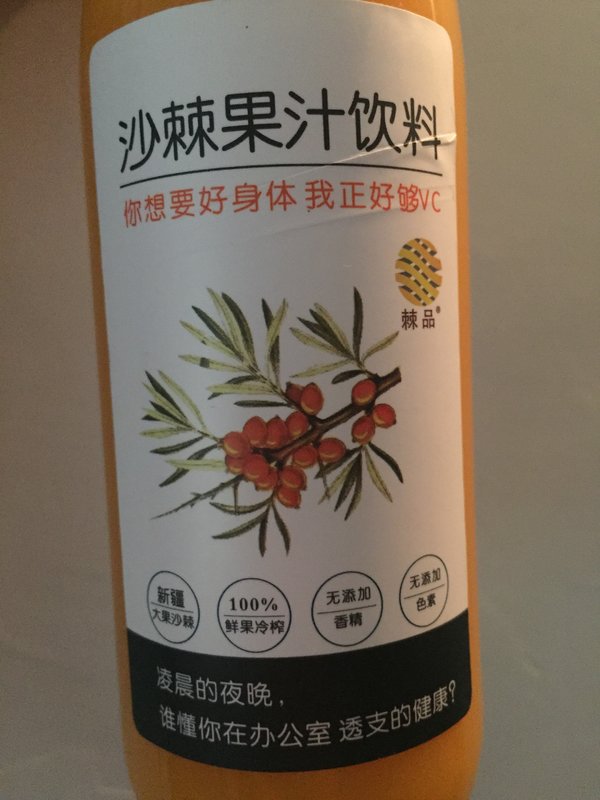 沙棘果汁饮料
你想要好身体 我正好够VC
棘品®
新疆
大果沙棘
100%
鲜果冷榨
无添加
香精
无添加
色素
凌晨的夜晚，
谁懂你在办公室 透支的健康？